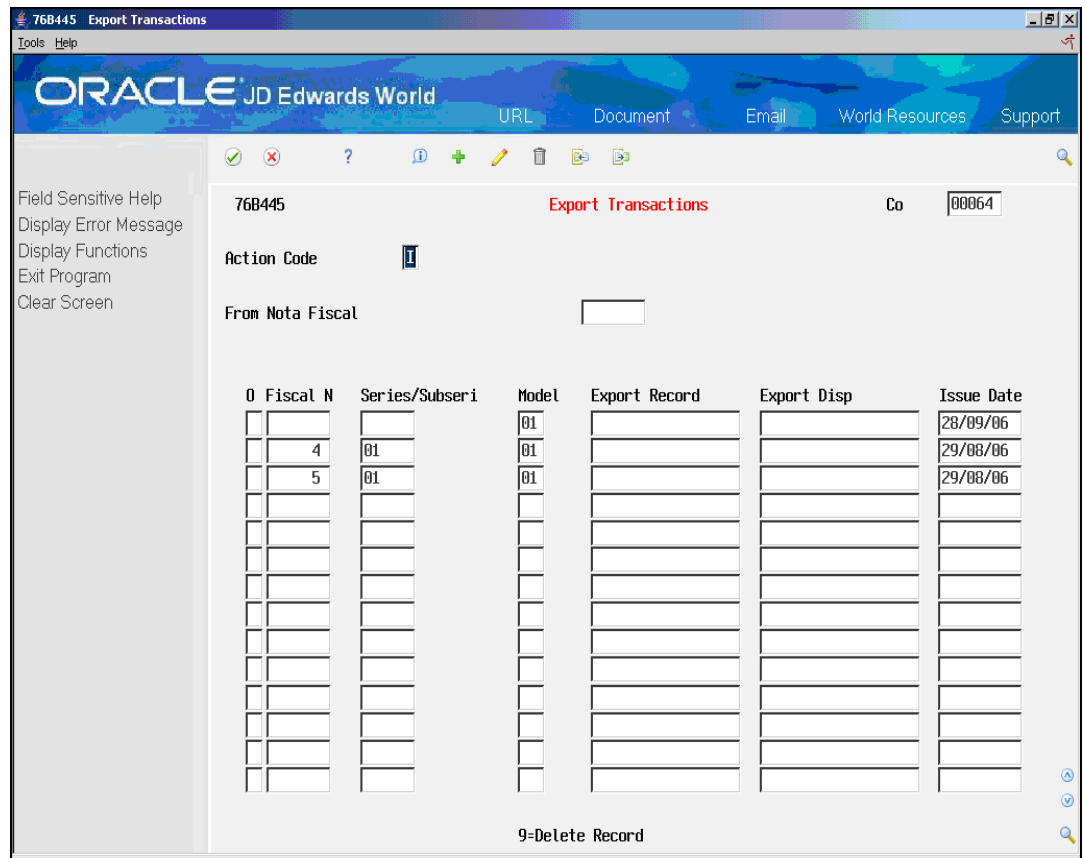 76B445 Export Transactions
Tools Help
ORACLE JD Edwards World
URL Document Email World Resources Support
?
Field Sensitive Help
Display Error Message
Display Functions
Exit Program
Clear Screen
76B445 Export Transactions Co 00064
Action Code I
From Nota Fiscal
O Fiscal N Series/Subseri Model Export Record Export Disp Issue Date
01 28/09/06
4 01 01 29/08/06
5 01 01 29/08/06
9=Delete Record